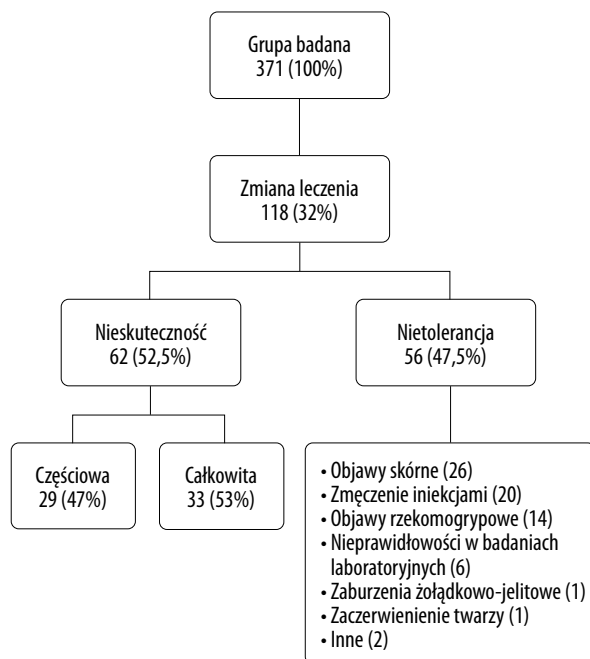 Grupa badana
371 (100%)
Zmiana leczenia
118 (32%)
Nieskuteczność
62 (52,5%)
Nietolerancja
56 (47,5%)
Częściowa
29 (47%)
Całkowita
33 (53%)
• Objawy skórne (26)
• Zmęczenie iniekcjami (20)
• Objawy rzekomogrypowe (14)
• Nieprawidłowości w badaniach
laboratoryjnych (6)
• Zaburzenia żołądkowo-jelitowe (1)
• Zaczerwienienie twarzy (1)
• Inne (2)